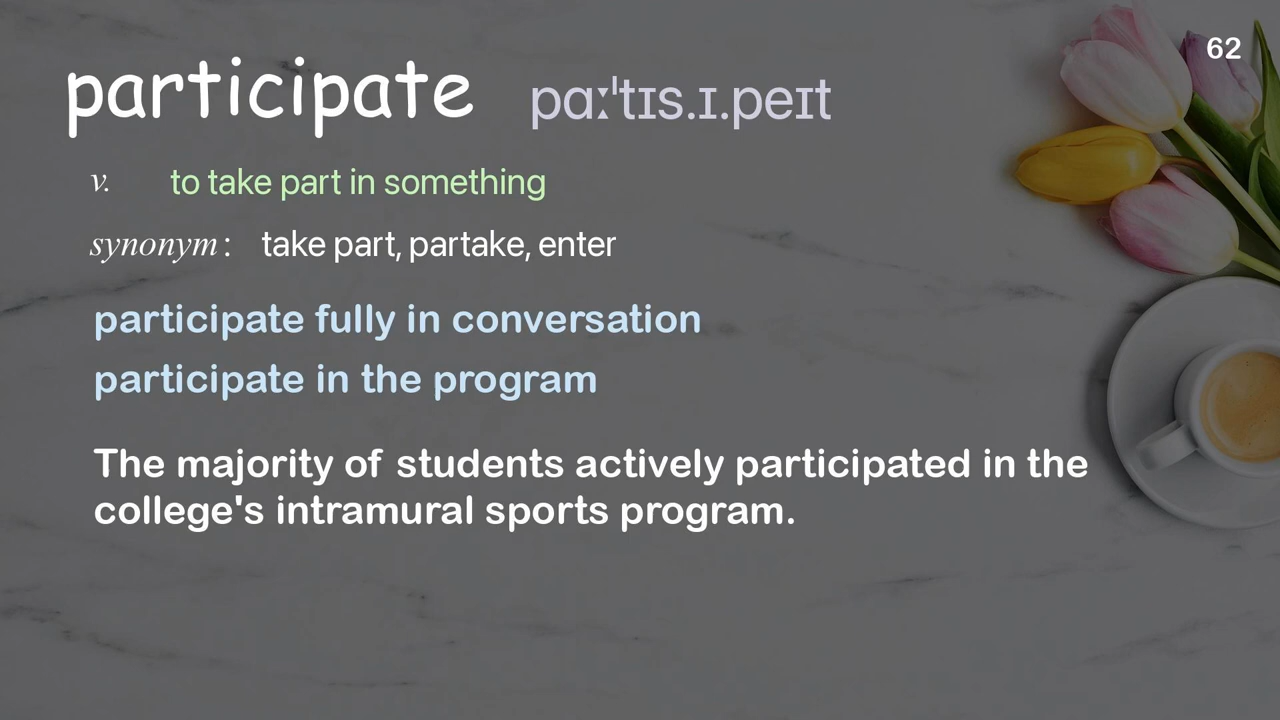 62
participate pɑːˈtɪs.ɪ.peɪt
v. to take part in something
synonym: take part, partake, enter
participate fully in conversation
participate in the program
The majority of students actively participated in the
college's intramural sports program.